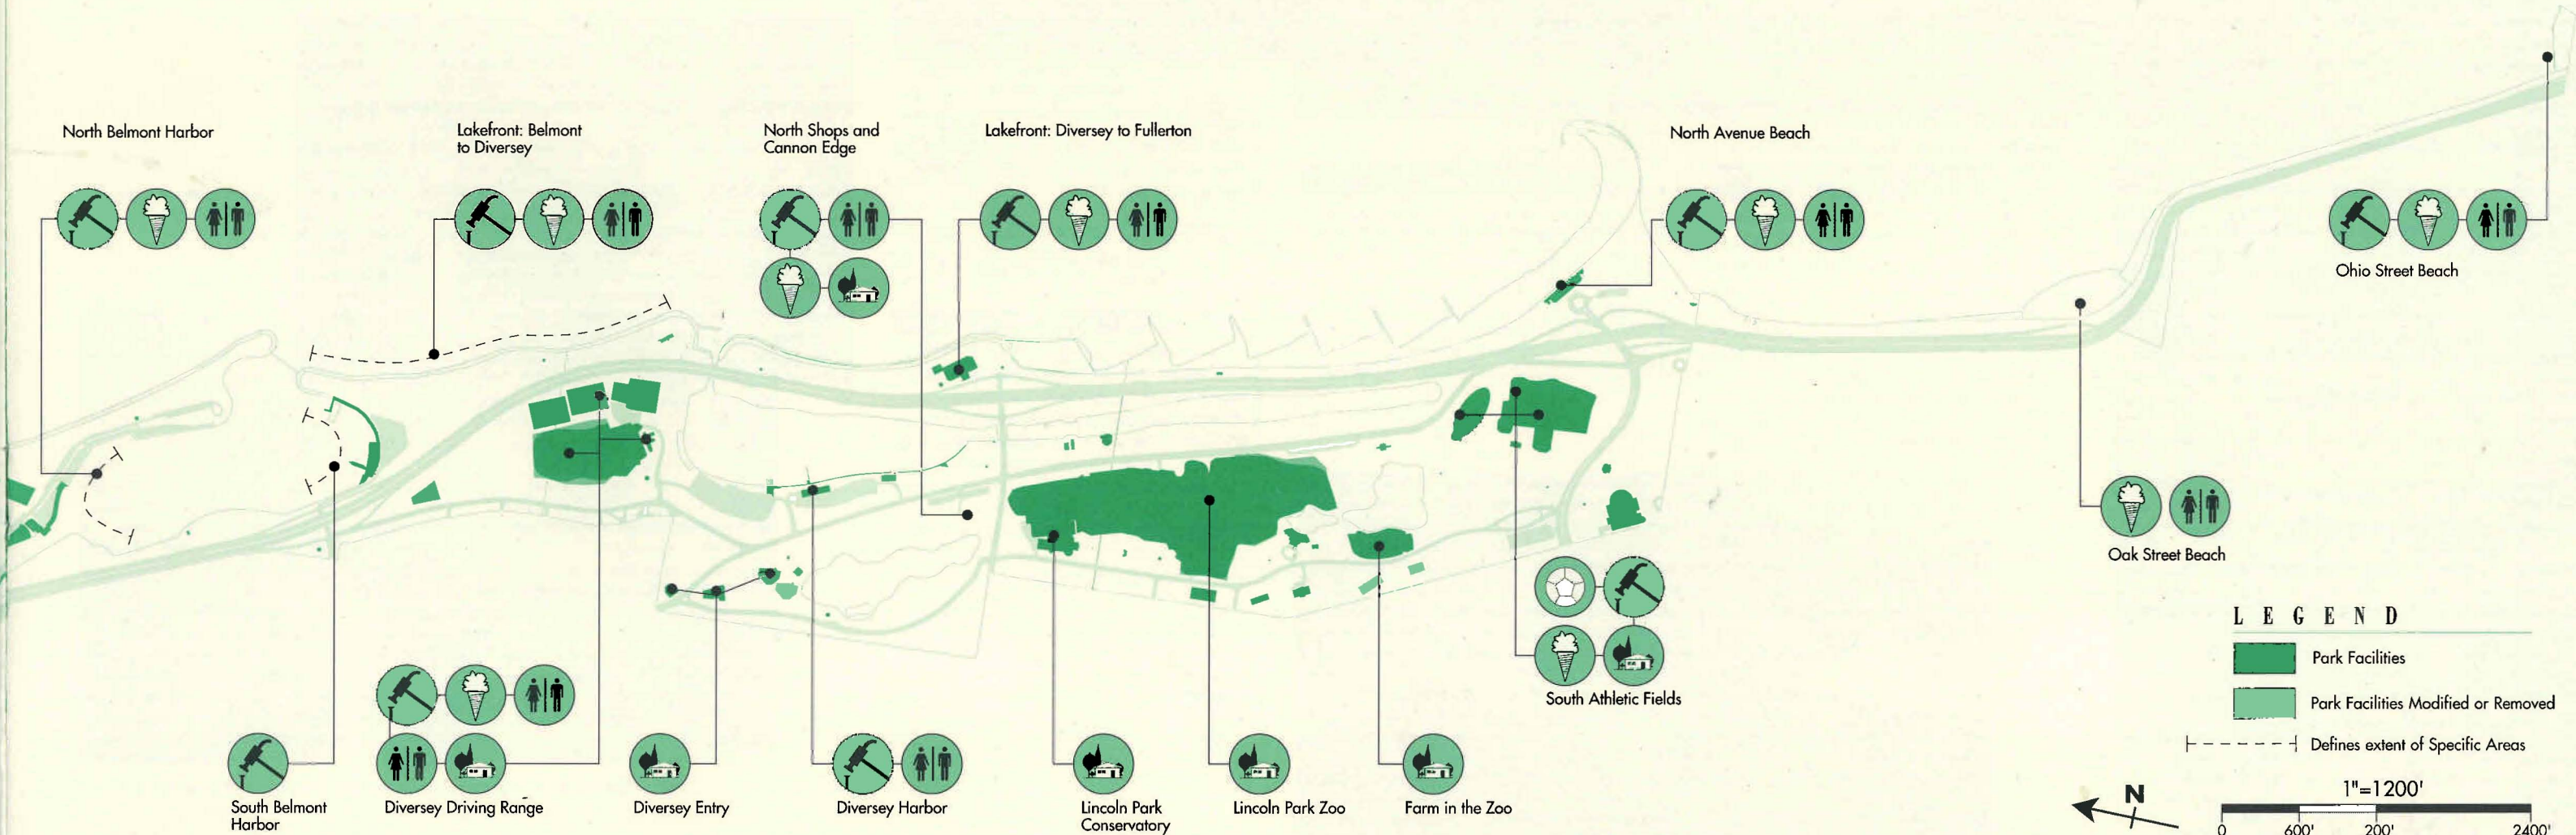 North Belmont Harbor
Lakefront: Belmont
to Diversey
North Shops and
Cannon Edge
Lakefront: Diversey to Fullerton
North Avenue Beach
Ohio Street Beach
Oak Street Beach
South Athletic Fields
South Belmont
Harbor
Diversey Driving Range
Diversey Entry
Diversey Harbor
Lincoln Park
Conservatory
Lincoln Park Zoo
Farm in the Zoo
LEGEND
Park Facilities
Park Facilities Modified or Removed
Defines extent of Specific Areas
N
1"=1200'
0 600' 200' 2400'